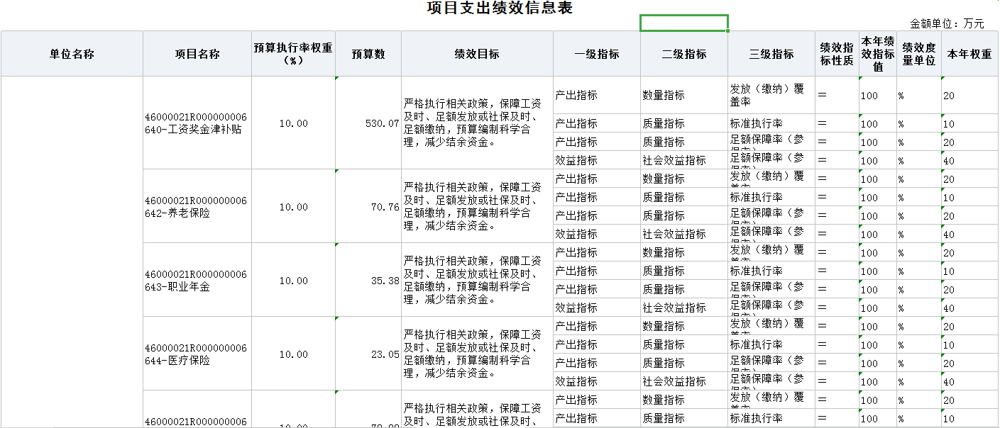 项目支出绩效信息表
金额单位：万元
单位名称 项目名称 预算执行率权重（%） 预算数 绩效目标 一级指标 二级指标 三级指标 绩效指标性质 本年绩效指标值 绩效度量单位 本年权重
46000021R000000006
640-工资奖金津补贴
10.00
530.07
严格执行相关政策，保障工资
及时、足额发放或社保及时、
足额缴纳，预算编制科学合
理，减少结余资金。
产出指标 数量指标 发放（缴纳）覆
盖率 ＝ 100 % 20
产出指标 质量指标 标准执行率 ＝ 100 % 10
产出指标 质量指标 足额保障率（参 ＝ 100 % 20
效益指标 社会效益指标 足额保障率（参 ＝ 100 % 40
46000021R000000006
642-养老保险
10.00
70.76
严格执行相关政策，保障工资
及时、足额发放或社保及时、
足额缴纳，预算编制科学合
理，减少结余资金。
产出指标 数量指标 发放（缴纳）覆 ＝ 100 % 20
产出指标 质量指标 标准执行率 ＝ 100 % 10
产出指标 质量指标 足额保障率（参 ＝ 100 % 20
效益指标 社会效益指标 足额保障率（参 ＝ 100 % 40
46000021R000000006
643-职业年金
10.00
35.38
严格执行相关政策，保障工资
及时、足额发放或社保及时、
足额缴纳，预算编制科学合
理，减少结余资金。
产出指标 数量指标 发放（缴纳）覆 ＝ 100 % 20
产出指标 质量指标 标准执行率 ＝ 100 % 10
产出指标 质量指标 足额保障率（参 ＝ 100 % 20
效益指标 社会效益指标 足额保障率（参 ＝ 100 % 40
46000021R000000006
644-医疗保险
10.00
23.05
严格执行相关政策，保障工资
及时、足额发放或社保及时、
足额缴纳，预算编制科学合
理，减少结余资金。
产出指标 数量指标 发放（缴纳）覆 ＝ 100 % 20
产出指标 质量指标 标准执行率 ＝ 100 % 10
产出指标 质量指标 足额保障率（参 ＝ 100 % 20
效益指标 社会效益指标 足额保障率（参 ＝ 100 % 40
46000021R000000006
严格执行相关政策，保障工资
及时、足额发放或社保及时、
产出指标 数量指标 发放（缴纳）覆 ＝ 100 % 20
产出指标 质量指标 标准执行率 ＝ 100 % 10